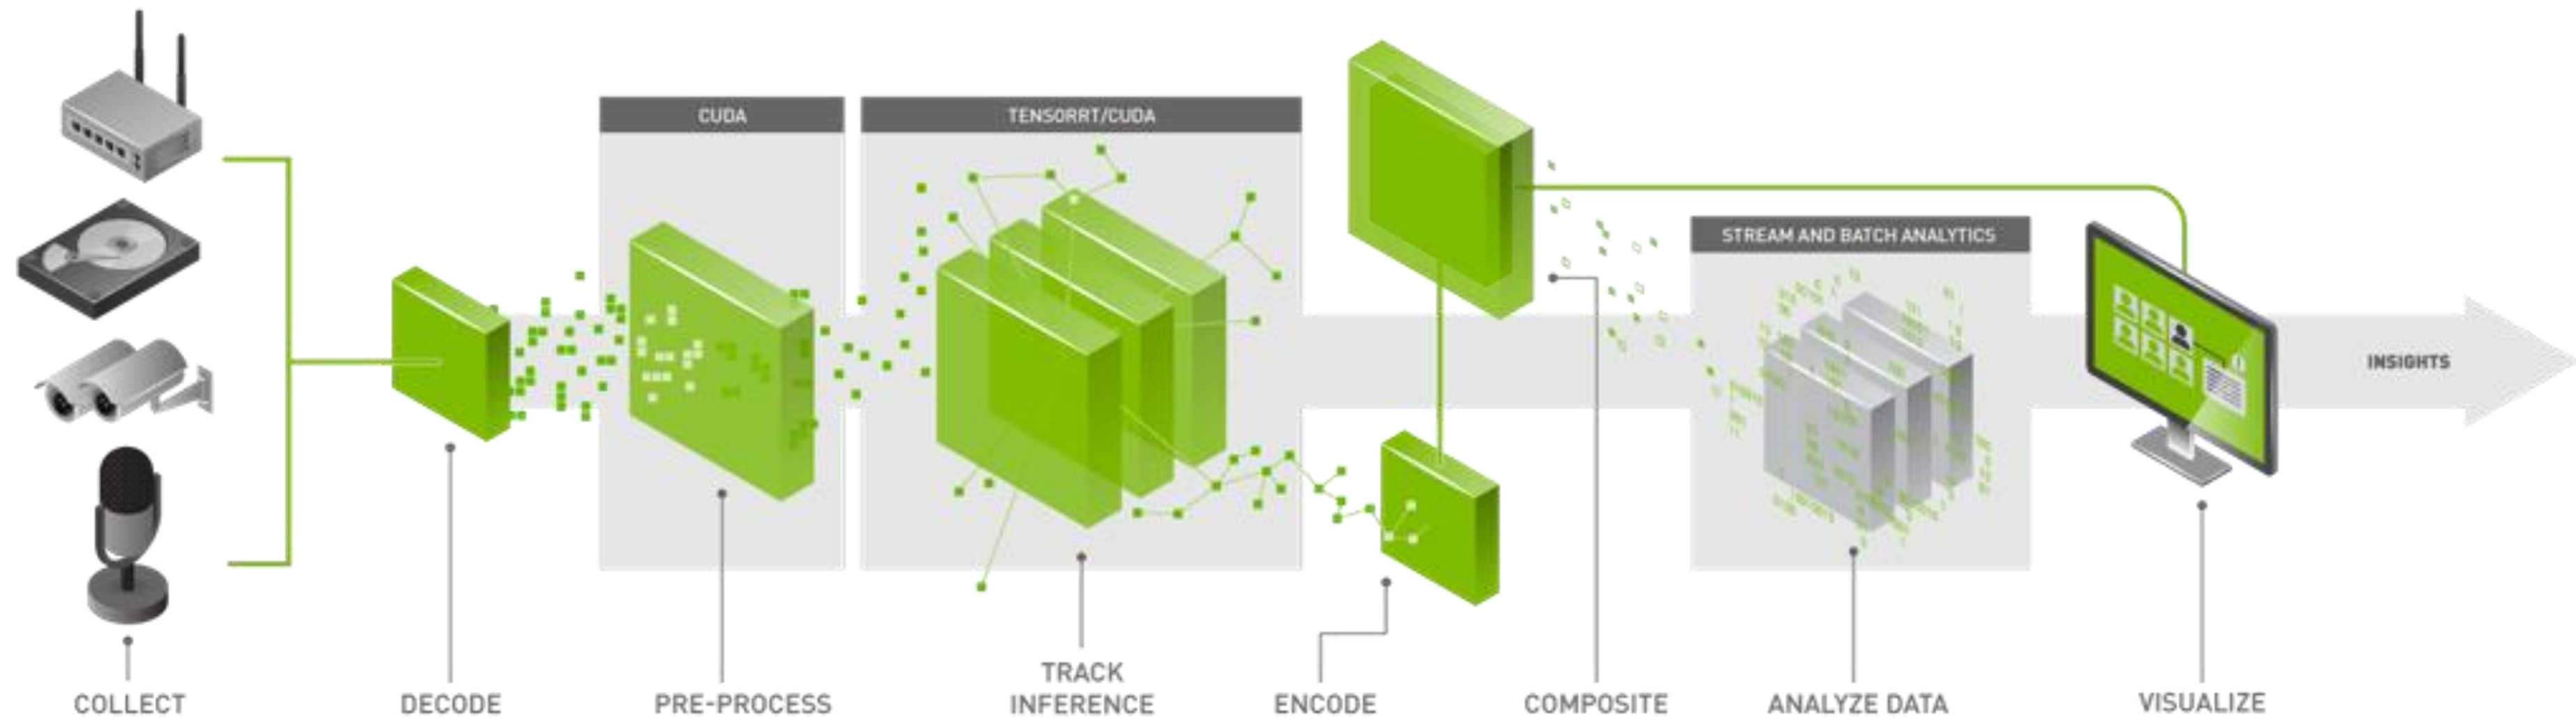 CUDA
TENSORRT/CUDA
STREAM AND BATCH ANALYTICS
INSIGHTS
COLLECT
DECODE
PRE-PROCESS
TRACK
INFERENCE
ENCODE
COMPOSITE
ANALYZE DATA
VISUALIZE